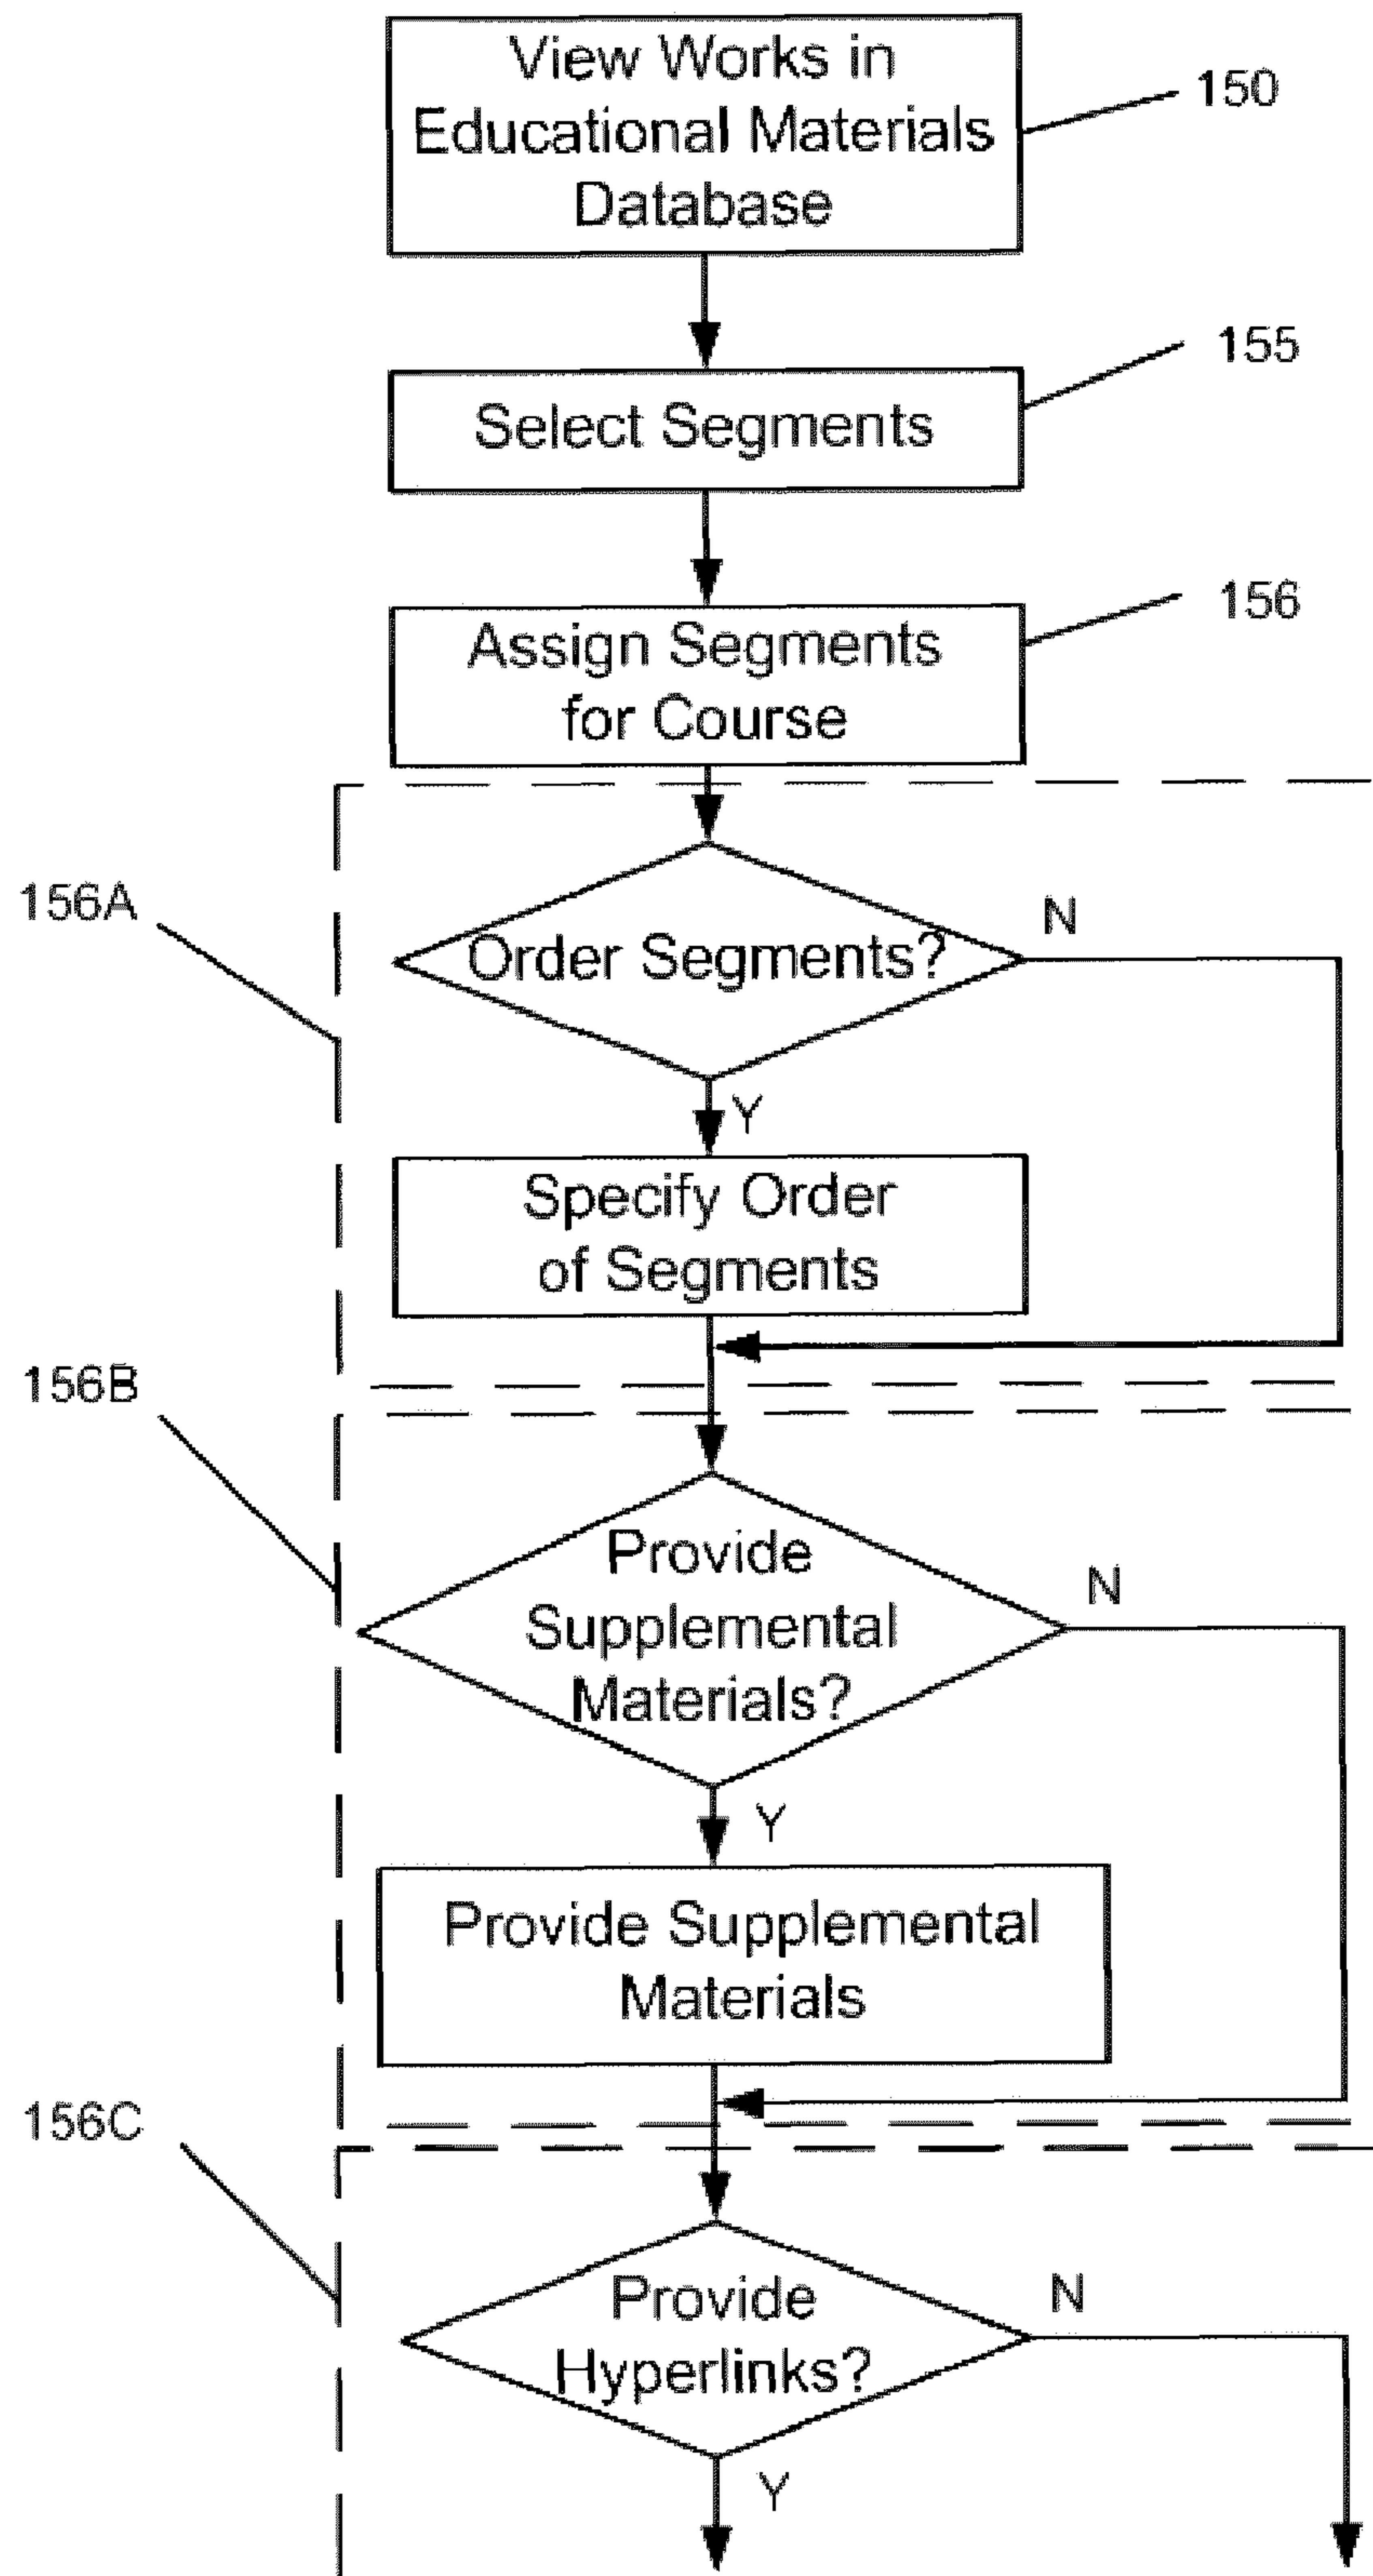 View Works in
Educational Materials
Database
150
Select Segments
155
Assign Segments
for Course
156
156A
Order Segments?
N
Y
Specify Order
of Segments
156B
Provide
Supplemental
Materials?
N
Y
Provide Supplemental
Materials
156C
Provide
Hyperlinks?
N
Y